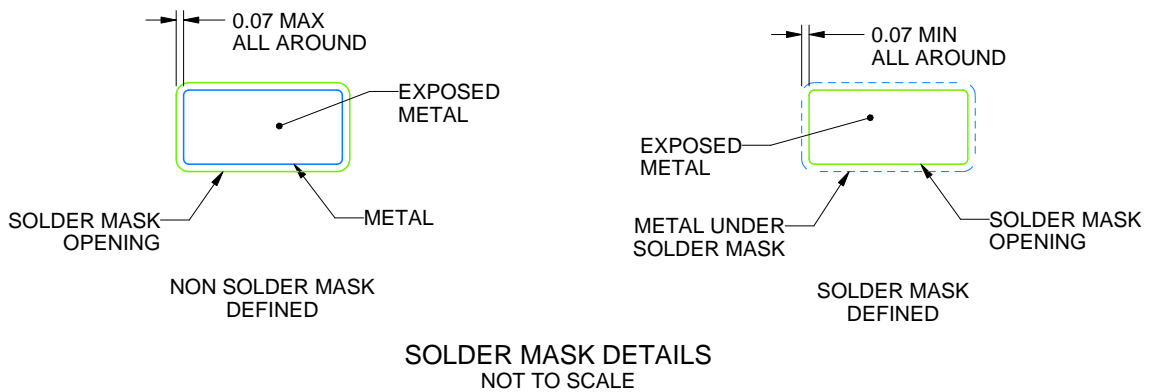 0.07 MAX
ALL AROUND
EXPOSED
METAL
SOLDER MASK
OPENING
METAL
NON SOLDER MASK
DEFINED
0.07 MIN
ALL AROUND
EXPOSED
METAL
METAL UNDER
SOLDER MASK
SOLDER MASK
OPENING
SOLDER MASK
DEFINED
SOLDER MASK DETAILS
NOT TO SCALE